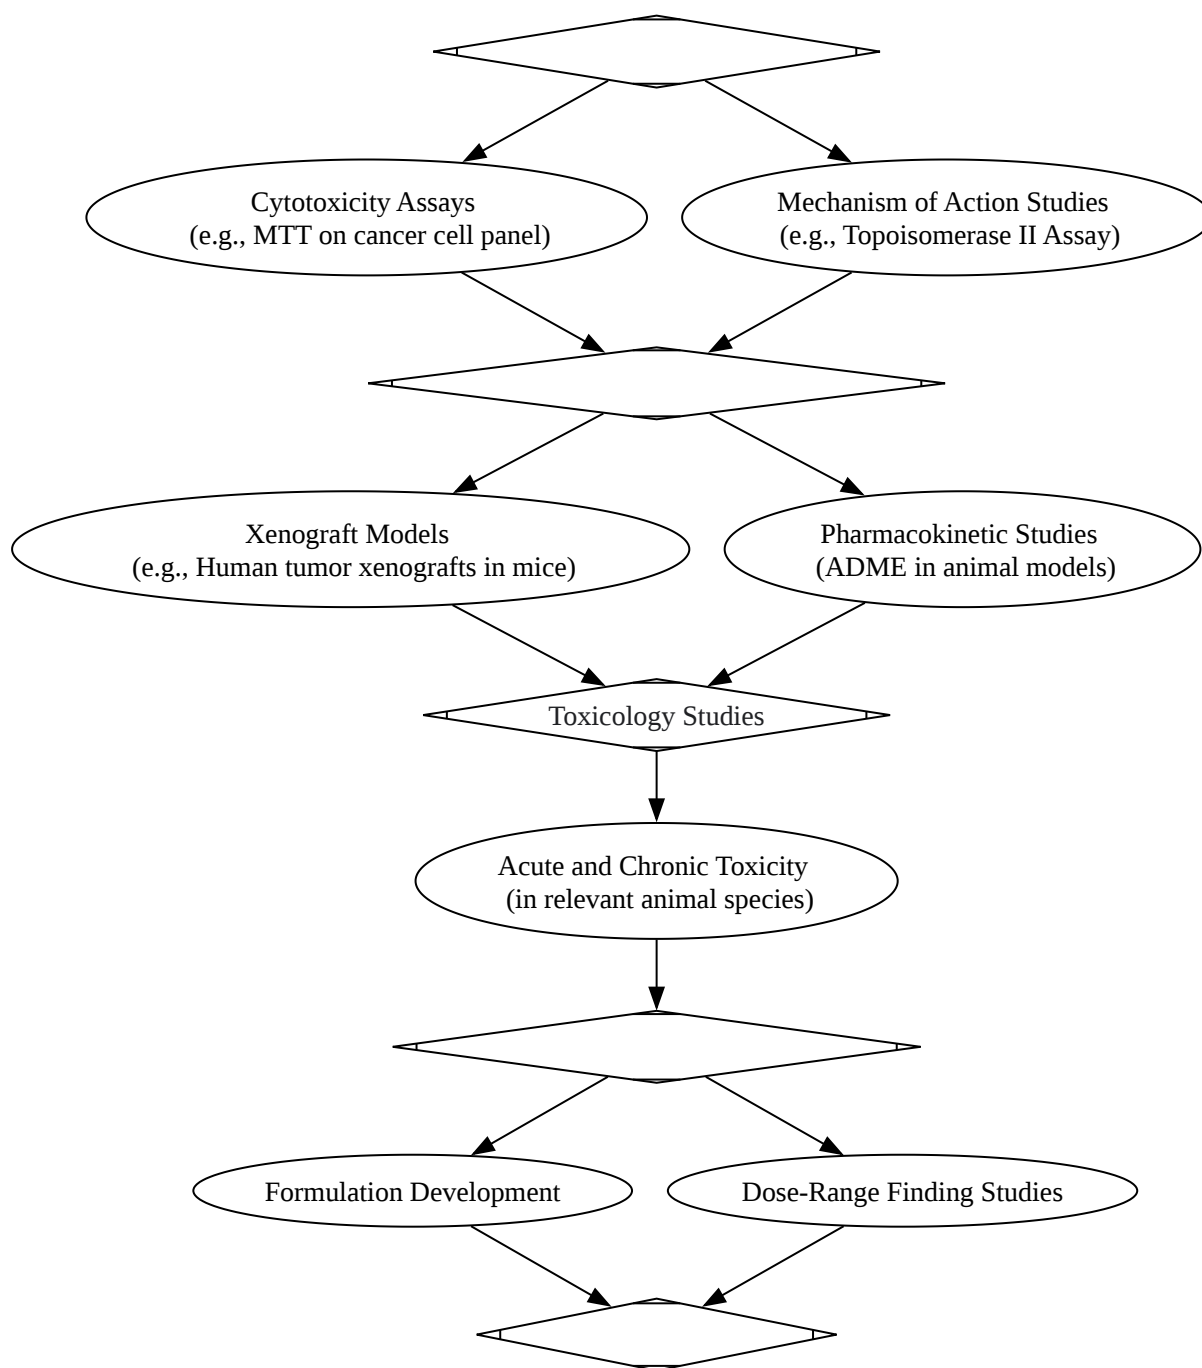 Cytotoxicity Assays
(e.g., MTT on cancer cell panel)
Mechanism of Action Studies
(e.g., Topoisomerase II Assay)
Xenograft Models
(e.g., Human tumor xenografts in mice)
Pharmacokinetic Studies
(ADME in animal models)
Toxicology Studies
Acute and Chronic Toxicity
(in relevant animal species)
Formulation Development
Dose-Range Finding Studies